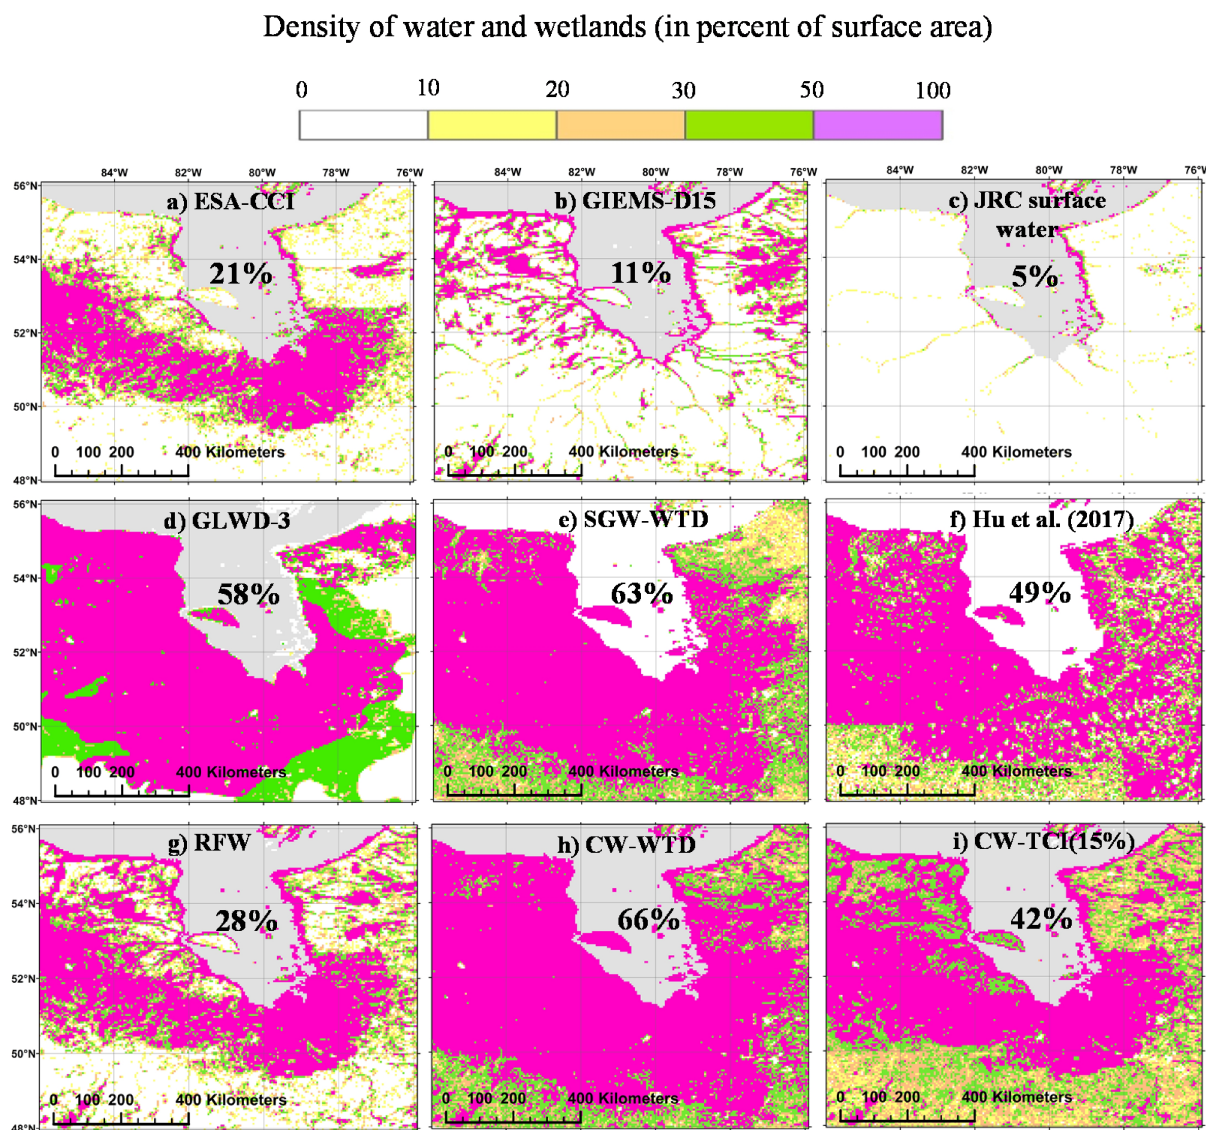 Density of water and wetlands (in percent of surface area)
0 10 20 30 50 100
84°W 82°W 80°W 78°W 76°W 84°W 82°W 80°W 78°W 76°W 84°W 82°W 80°W 78°W 76°W
56°N
54°N
52°N
50°N
48°N
a) ESA-CCI
21%
0 100 200 400 Kilometers
b) GIEMS-D15
11%
0 100 200 400 Kilometers
c) JRC surface
water
5%
0 100 200 400 Kilometers
56°N
54°N
52°N
50°N
48°N
d) GLWD-3
58%
0 100 200 400 Kilometers
e) SGW-WTD
63%
0 100 200 400 Kilometers
f) Hu et al. (2017)
49%
0 100 200 400 Kilometers
56°N
54°N
52°N
50°N
48°N
g) RFW
28%
0 100 200 400 Kilometers
h) CW-WTD
66%
0 100 200 400 Kilometers
i) CW-TCI(15%)
42%
0 100 200 400 Kilometers